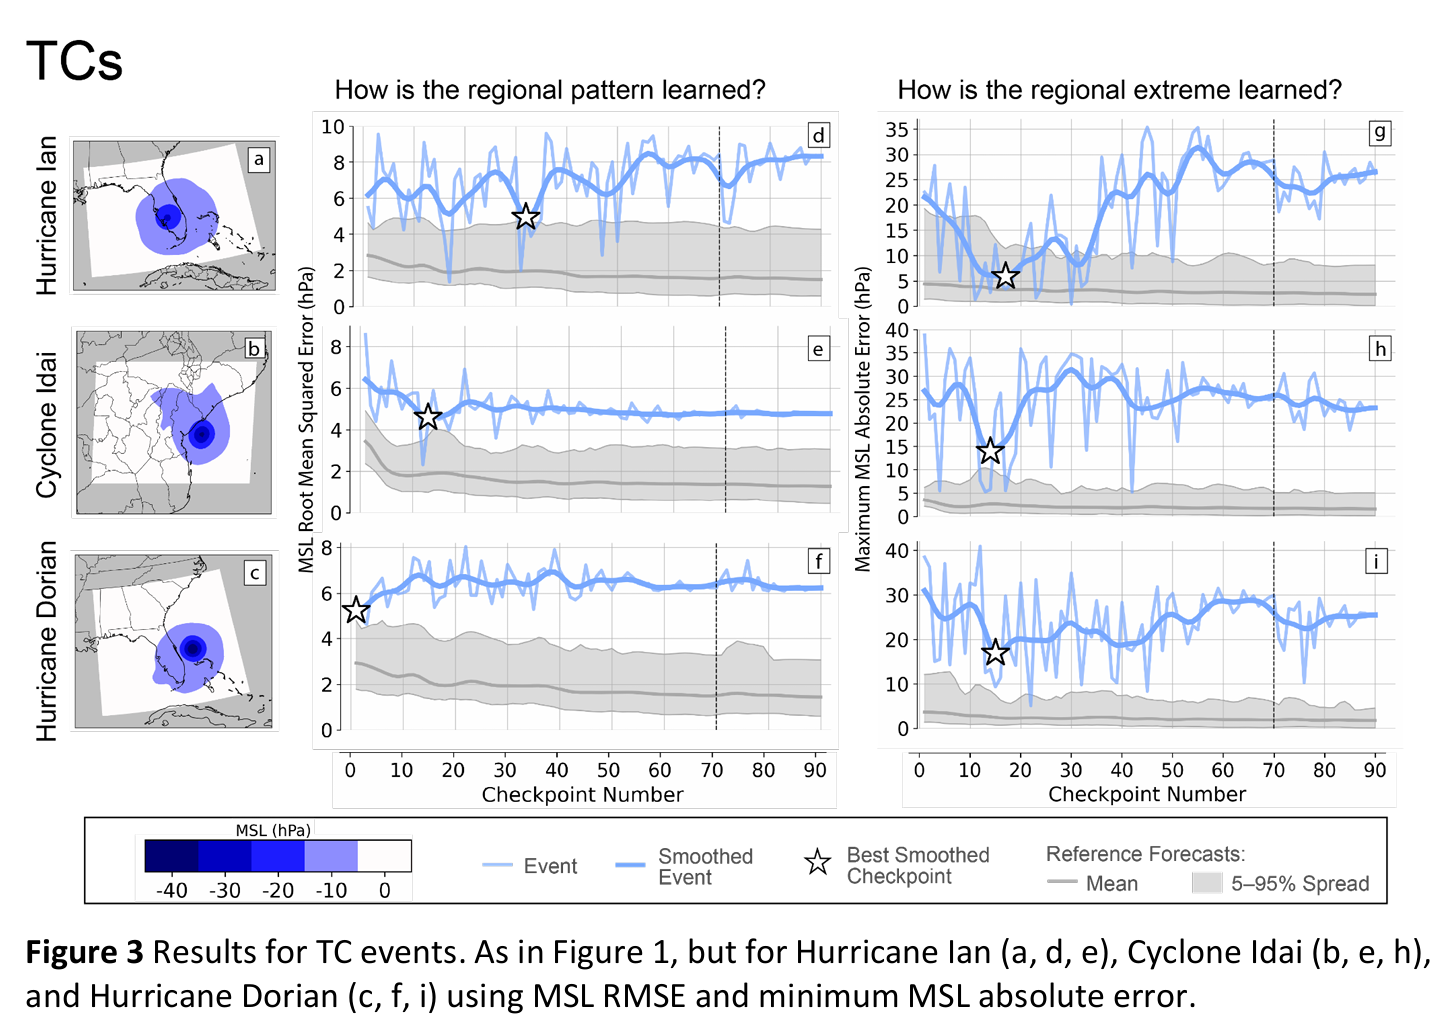 TCs
How is the regional pattern learned?
How is the regional extreme learned?
Hurricane Ian
Cyclone Idai
Hurricane Dorian
a
b
c
MSL Root Mean Squared Error (hPa)
10
8
6
4
2
0
d
8
6
4
2
0
e
8
6
4
2
0
f
0 10 20 30 40 50 60 70 80 90
Checkpoint Number
Maximum MSL Absolute Error (hPa)
35
30
25
20
15
10
5
0
g
40
35
30
25
20
15
10
5
0
h
40
30
20
10
0
i
0 10 20 30 40 50 60 70 80 90
Checkpoint Number
MSL (hPa)
-40 -30 -20 -10 0
Event
Smoothed
Event
Best Smoothed
Checkpoint
Reference Forecasts:
Mean
5–95% Spread
Figure 3 Results for TC events. As in Figure 1, but for Hurricane Ian (a, d, e), Cyclone Idai (b, e, h),
and Hurricane Dorian (c, f, i) using MSL RMSE and minimum MSL absolute error.